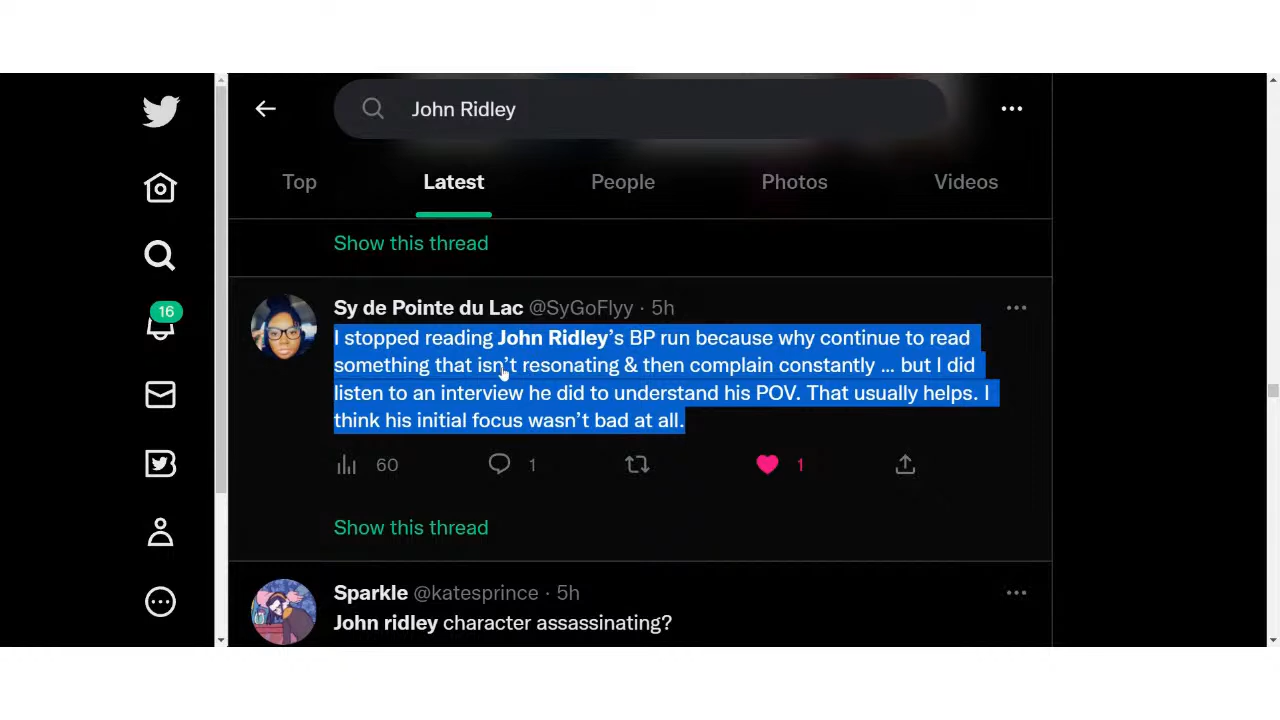 John Ridley
Top Latest People Photos Videos
Show this thread
16
Sy de Pointe du Lac @SyGoFlyy · 5h
I stopped reading John Ridley’s BP run because why continue to read
something that isn’t resonating & then complain constantly ... but I did
listen to an interview he did to understand his POV. That usually helps. I
think his initial focus wasn’t bad at all.
60 1 1
Show this thread
Sparkle @katesprince · 5h
John ridley character assassinating?